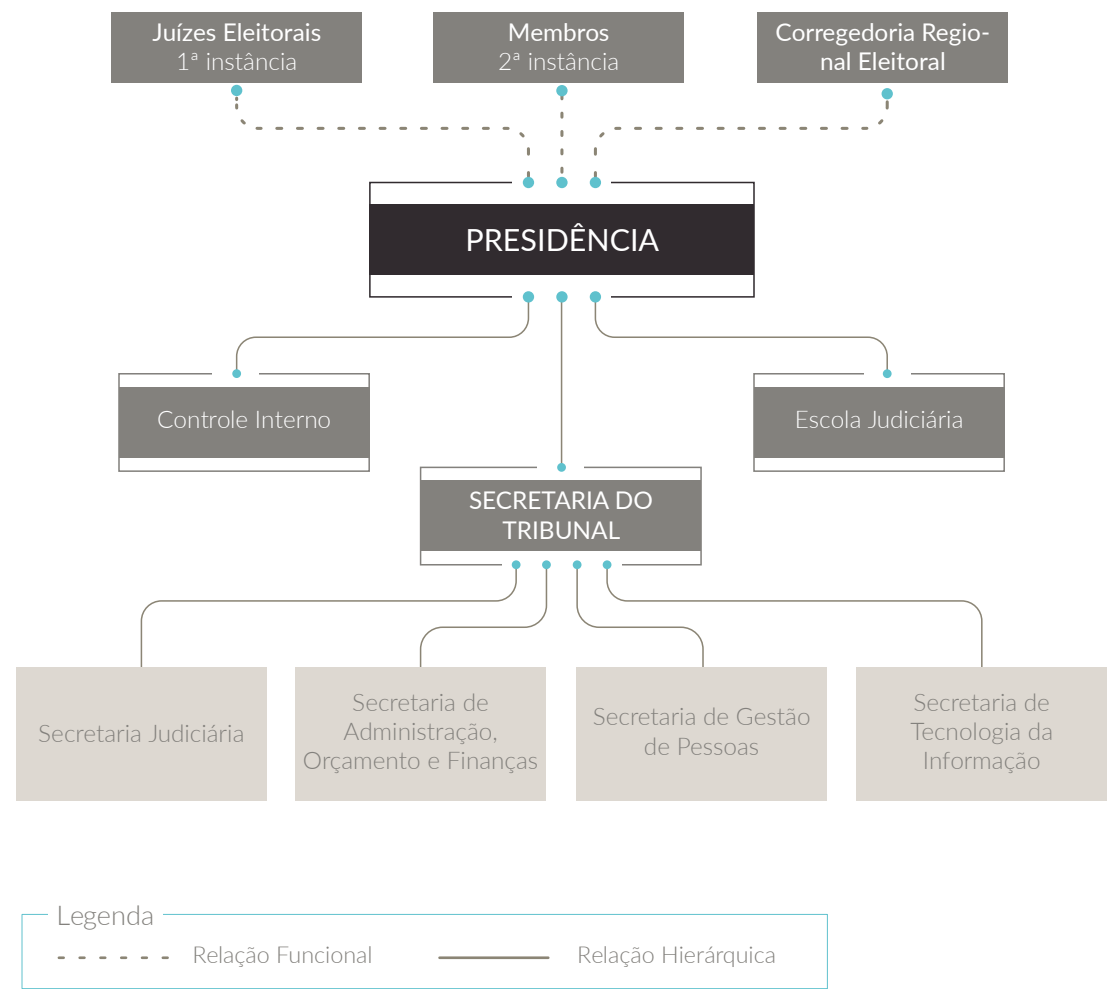 Juízes Eleitorais
1ª instância
Membros
2ª instância
Corregedoria Regio-
nal Eleitoral
PRESIDÊNCIA
Controle Interno
Escola Judiciária
SECRETARIA DO
TRIBUNAL
Secretaria Judiciária
Secretaria de
Administração,
Orçamento e Finanças
Secretaria de Gestão
de Pessoas
Secretaria de
Tecnologia da
Informação
Legenda
Relação Funcional
Relação Hierárquica